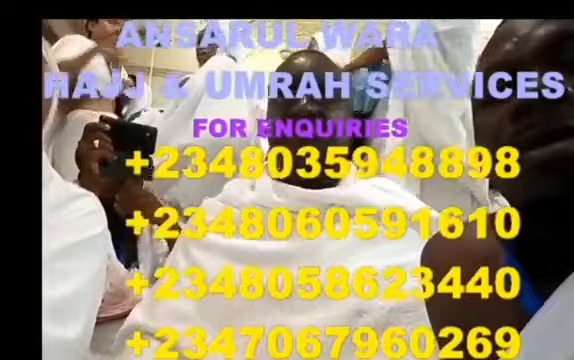 ANSARUL WARA
HAJJ & UMRAH SERVICES
FOR ENQUIRIES
+2348035948898
+2348060591610
+2348058623440
+2347067960269